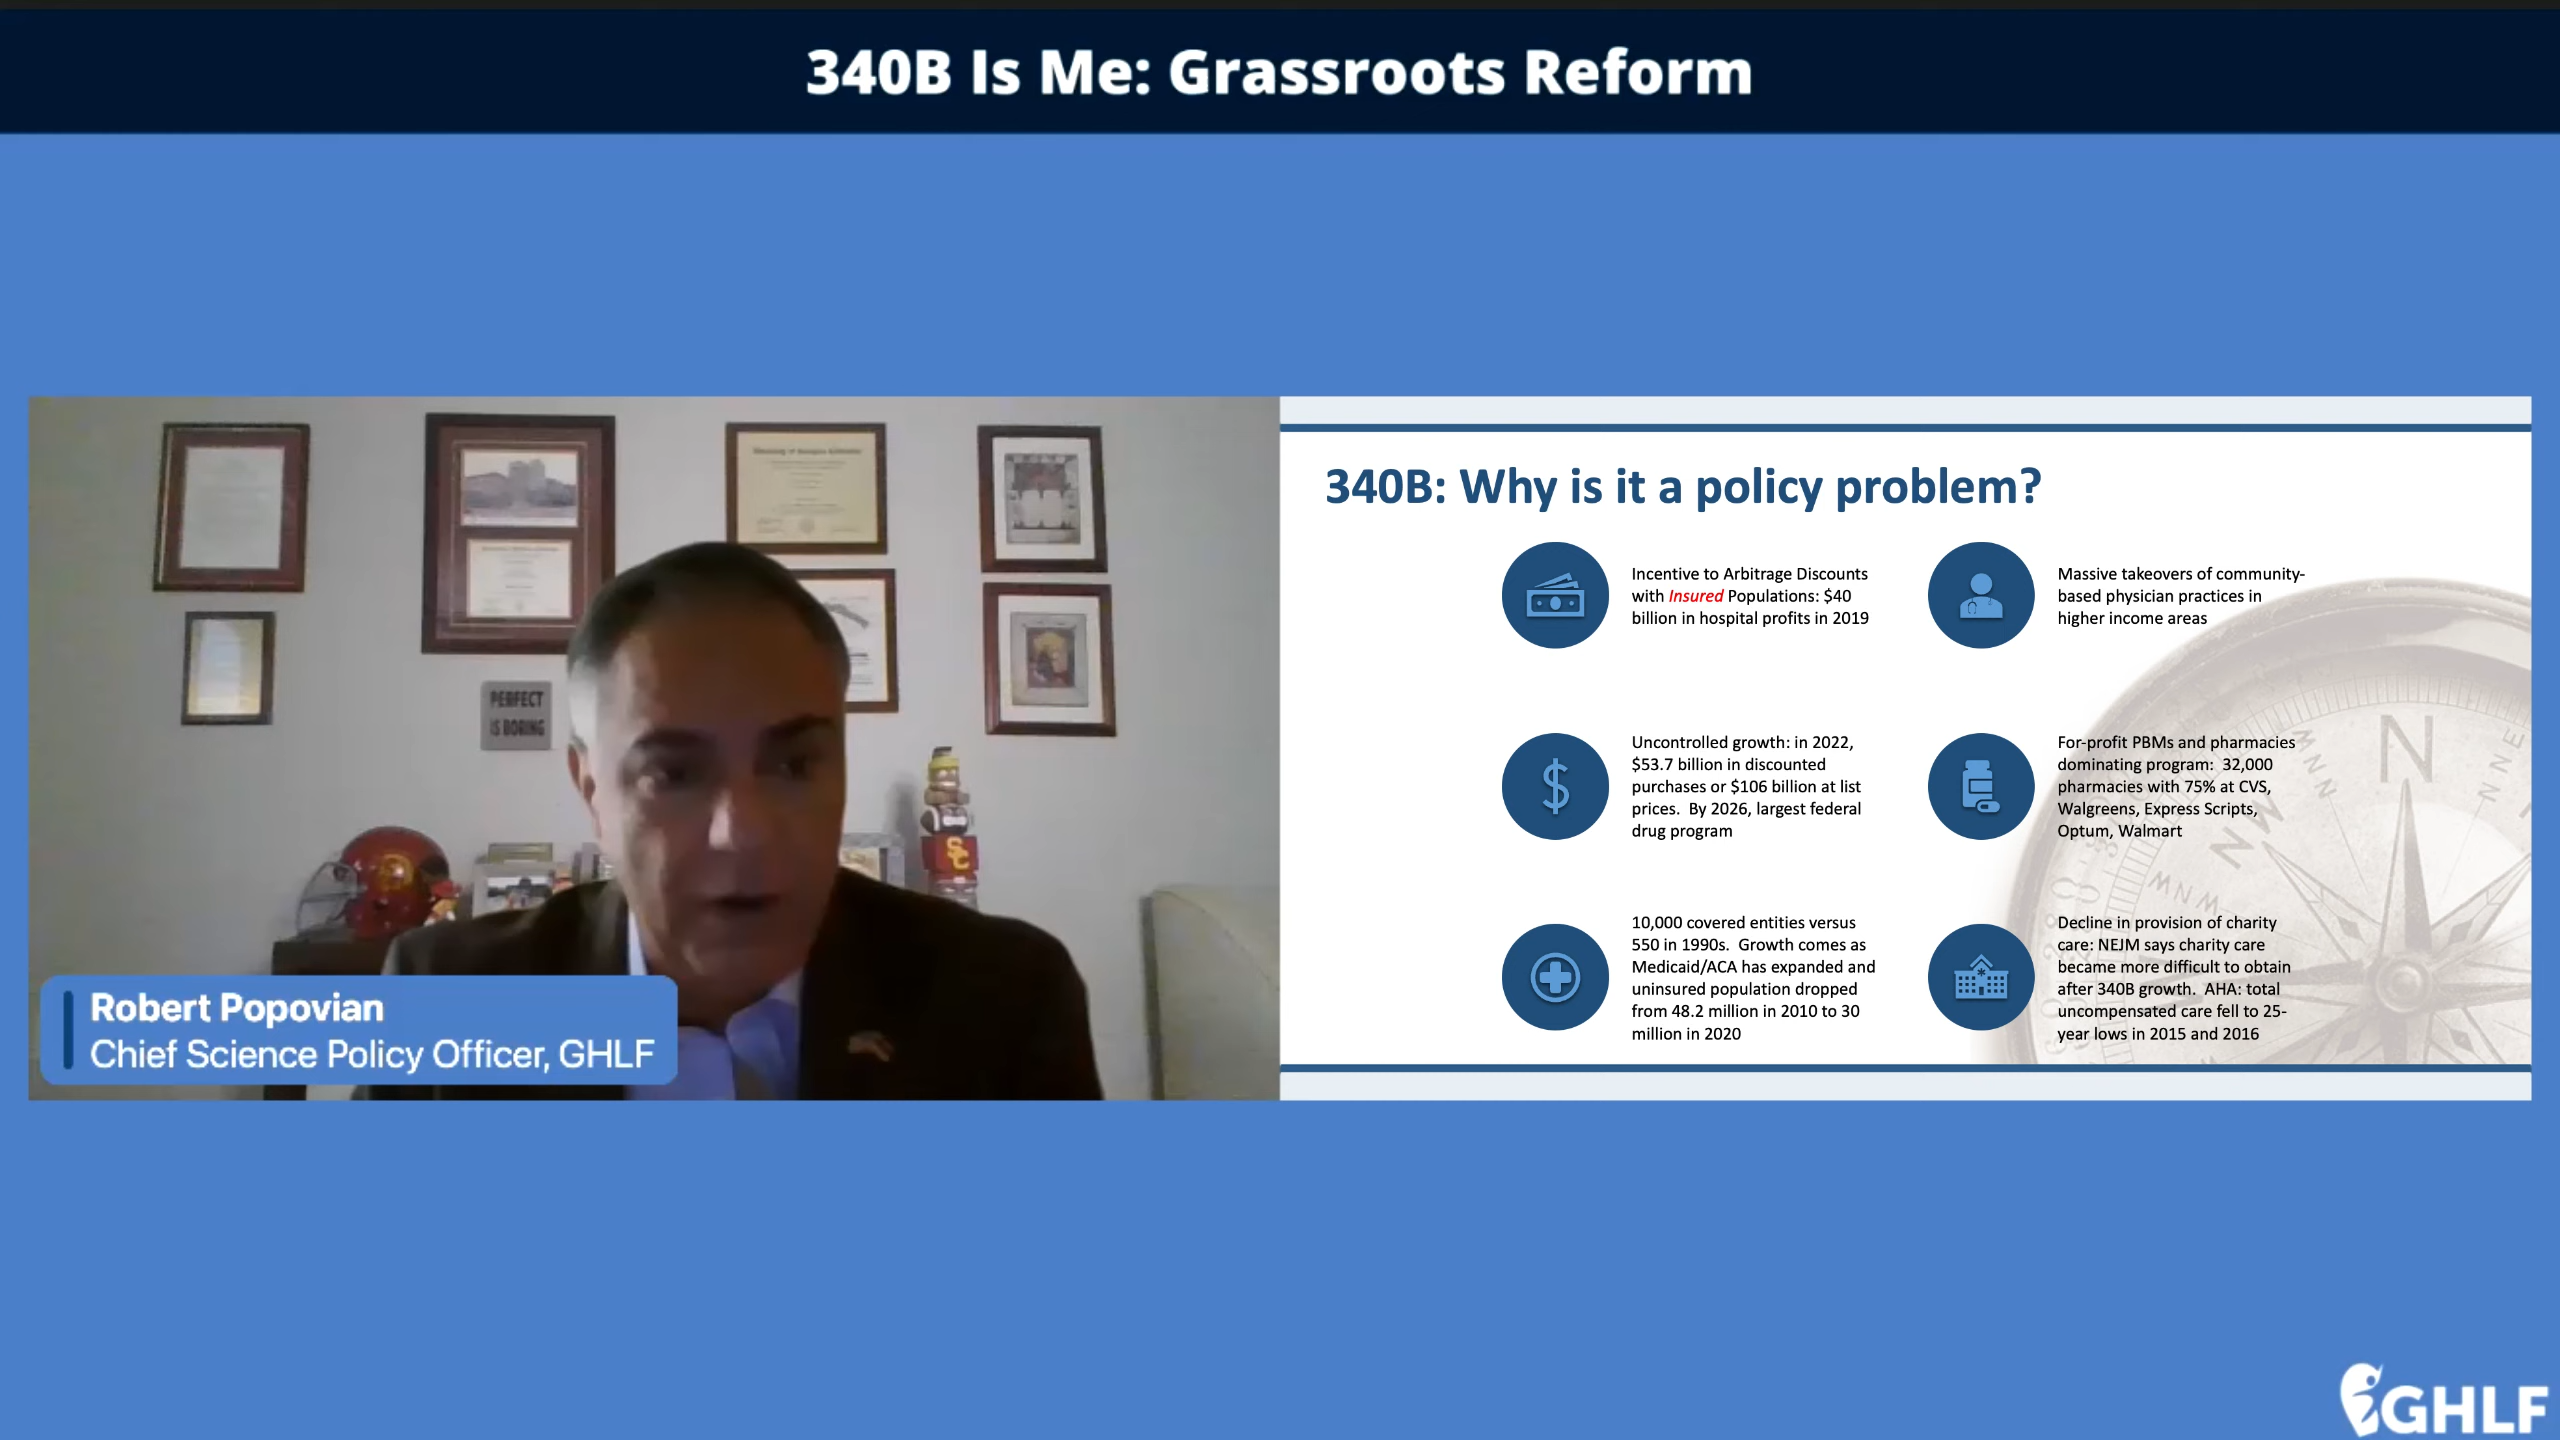 340B Is Me: Grassroots Reform
PERFECT
IS BORING
SC
Robert Popovian
Chief Science Policy Officer, GHLF
340B: Why is it a policy problem?
Incentive to Arbitrage Discounts
with Insured Populations: $40
billion in hospital profits in 2019
Massive takeovers of community-
based physician practices in
higher income areas
Uncontrolled growth: in 2022,
$53.7 billion in discounted
purchases or $106 billion at list
prices. By 2026, largest federal
drug program
For-profit PBMs and pharmacies
dominating program: 32,000
pharmacies with 75% at CVS,
Walgreens, Express Scripts,
Optum, Walmart
10,000 covered entities versus
550 in 1990s. Growth comes as
Medicaid/ACA has expanded and
uninsured population dropped
from 48.2 million in 2010 to 30
million in 2020
Decline in provision of charity
care: NEJM says charity care
became more difficult to obtain
after 340B growth. AHA: total
uncompensated care fell to 25-
year lows in 2015 and 2016
N
NNE
NNW
NW
WNW
GHLF